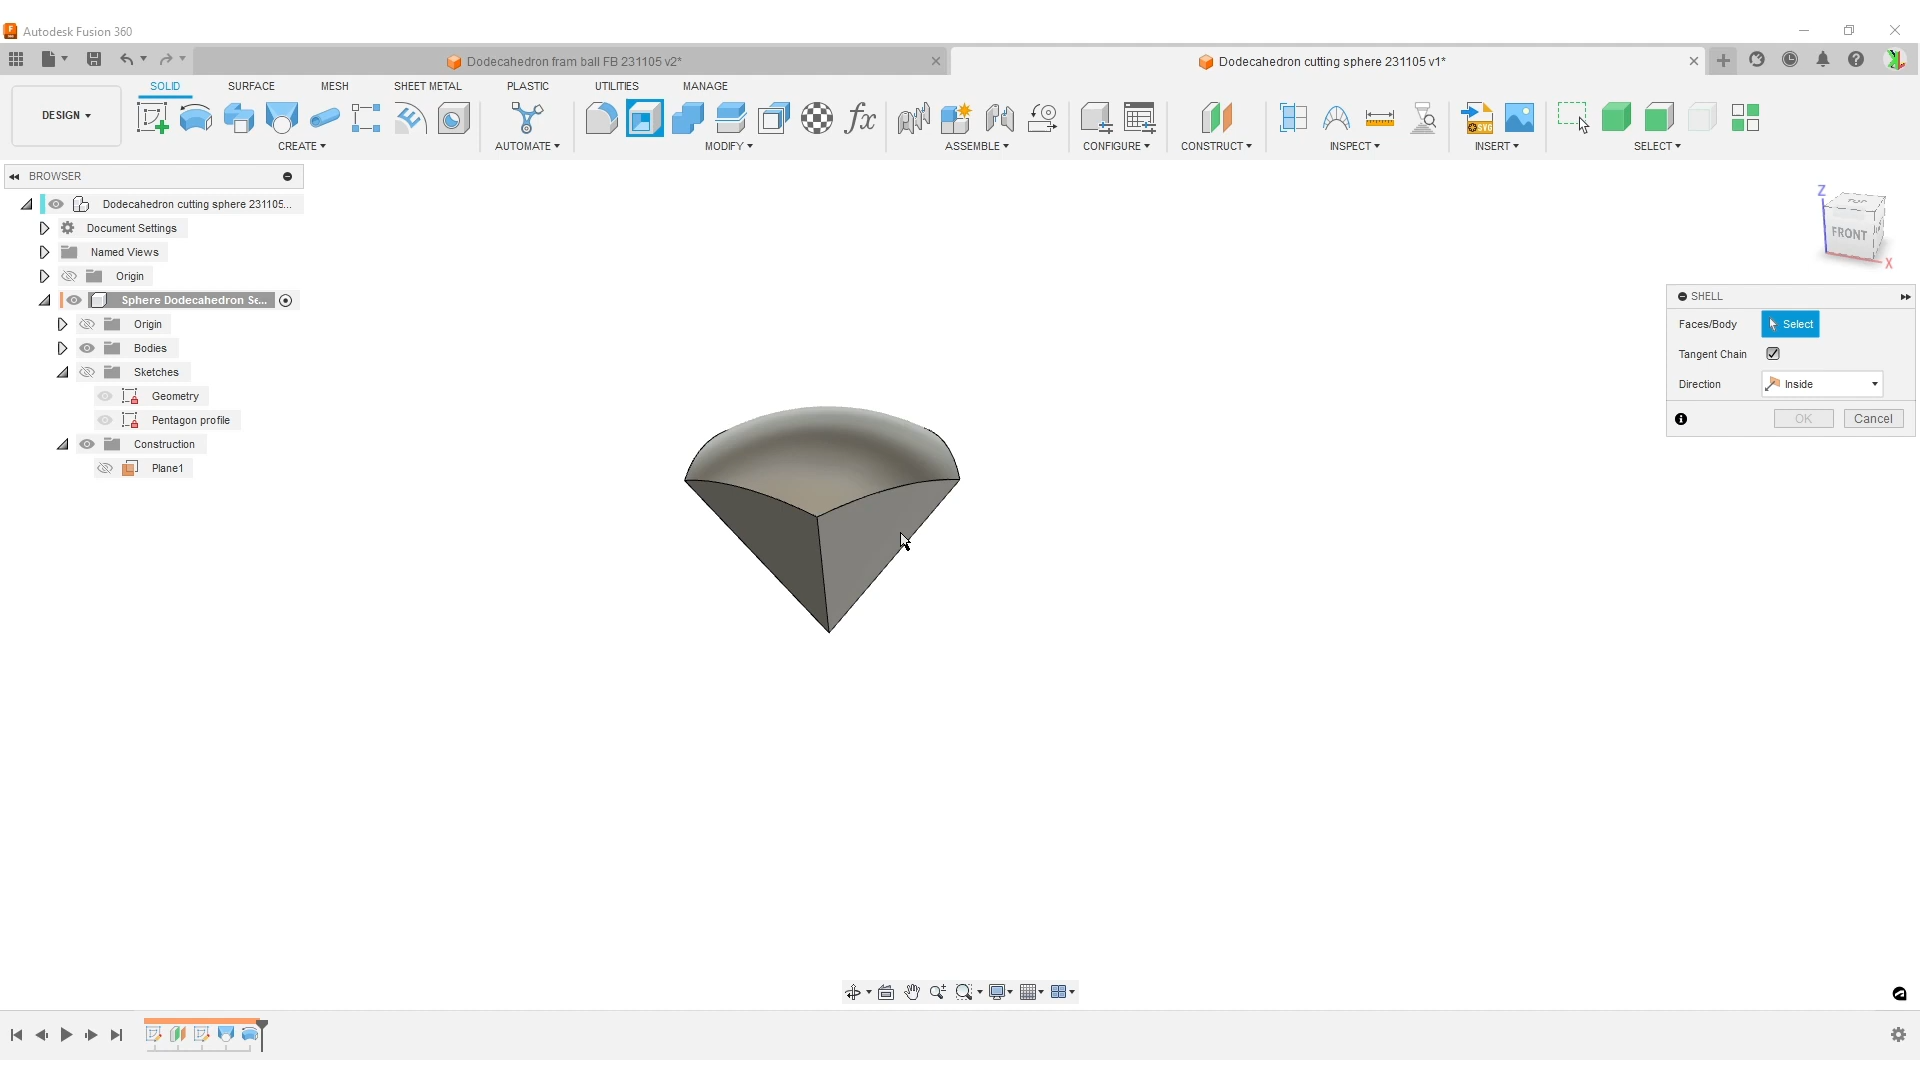 Autodesk Fusion 360
Dodecahedron fram ball FB 231105 v2*
Dodecahedron cutting sphere 231105 v1*
SOLID
SURFACE
MESH
SHEET METAL
PLASTIC
UTILITIES
MANAGE
DESIGN
CREATE
AUTOMATE
MODIFY
ASSEMBLE
CONFIGURE
CONSTRUCT
INSPECT
INSERT
SELECT
BROWSER
Dodecahedron cutting sphere 231105...
Document Settings
Named Views
Origin
Sphere Dodecahedron Se...
Origin
Bodies
Sketches
Geometry
Pentagon profile
Construction
Plane1
Z
TOP
FRONT
X
SHELL
Faces/Body
Select
Tangent Chain
Direction
Inside
OK
Cancel